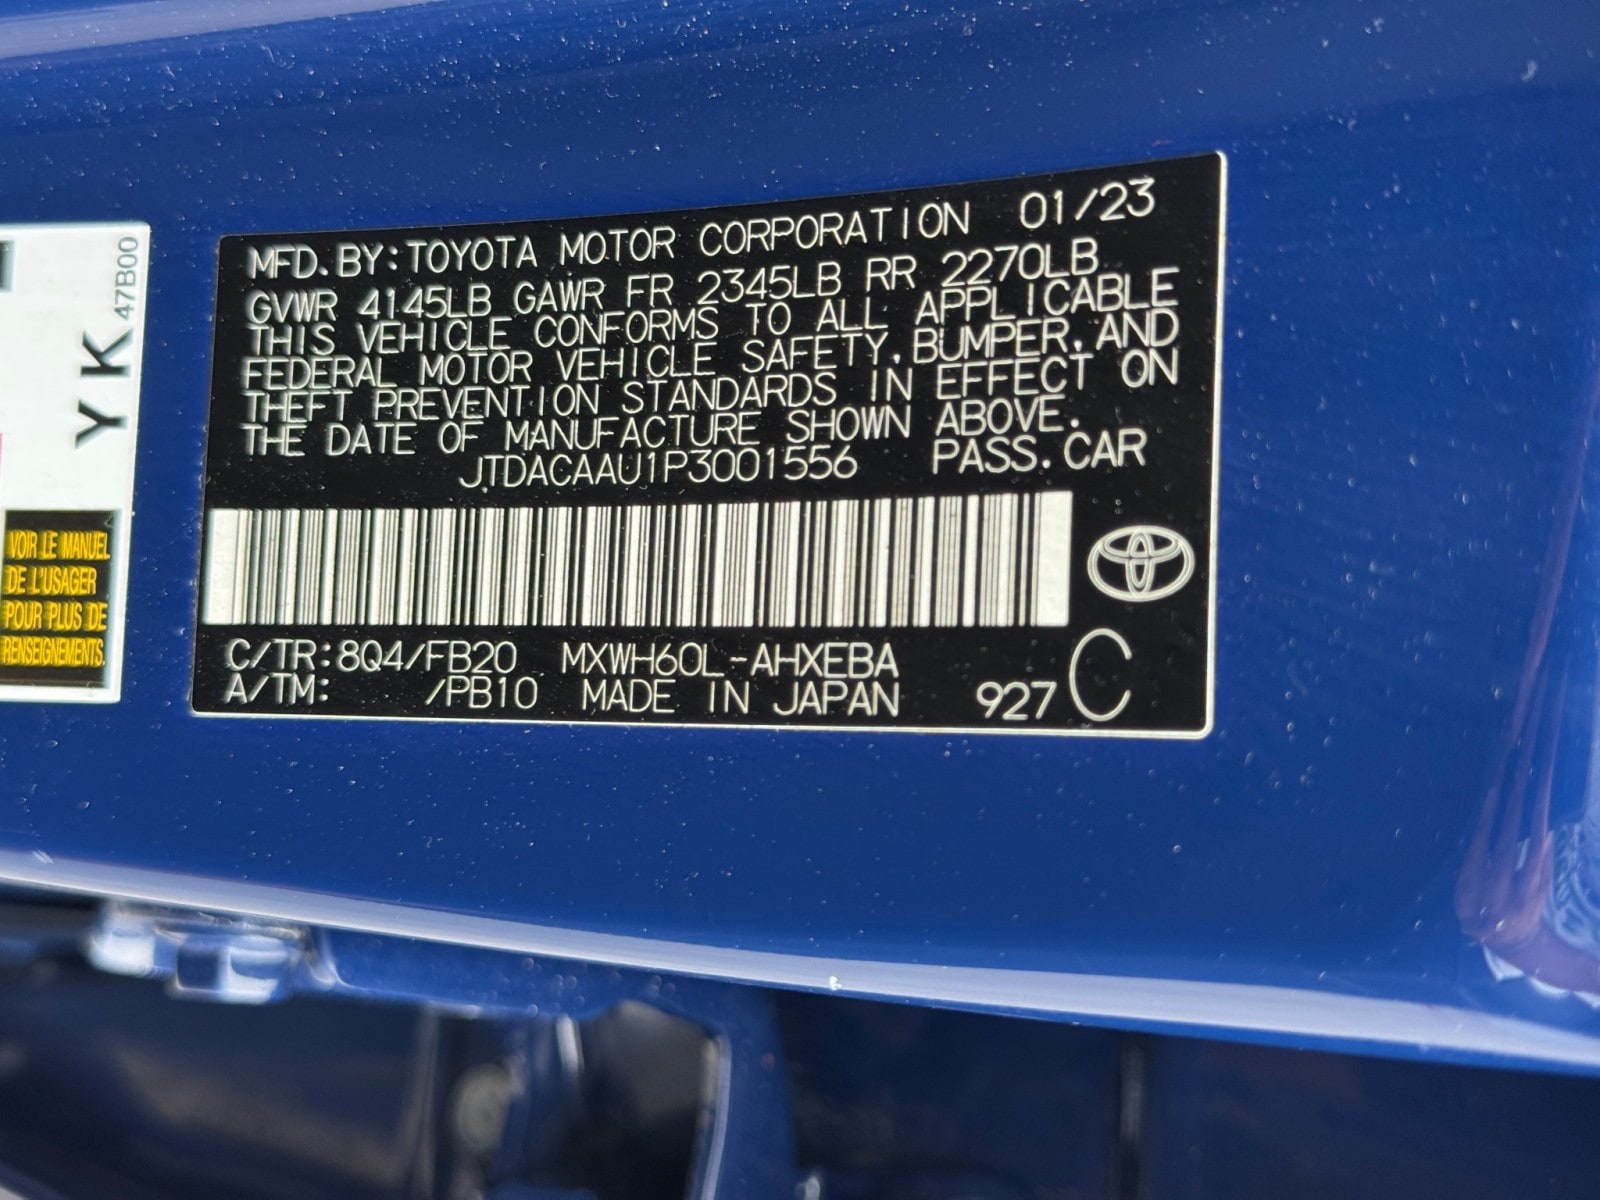 47B00
YK
VOIR LE MANUEL
DE L'USAGER
POUR PLUS DE
RENSEIGNEMENTS.
MFD.BY:TOYOTA MOTOR CORPORATION 01/23
GVWR 4145LB GAWR FR 2345LB RR 2270LB
THIS VEHICLE CONFORMS TO ALL APPLICABLE
FEDERAL MOTOR VEHICLE SAFETY,BUMPER,AND
THEFT PREVENTION STANDARDS IN EFFECT ON
THE DATE OF MANUFACTURE SHOWN ABOVE.
JTDACAAU1P3001556 PASS.CAR
C/TR:8Q4/FB20 MXWH60L-AHXEBA
A/TM: /PB10 MADE IN JAPAN 927 C